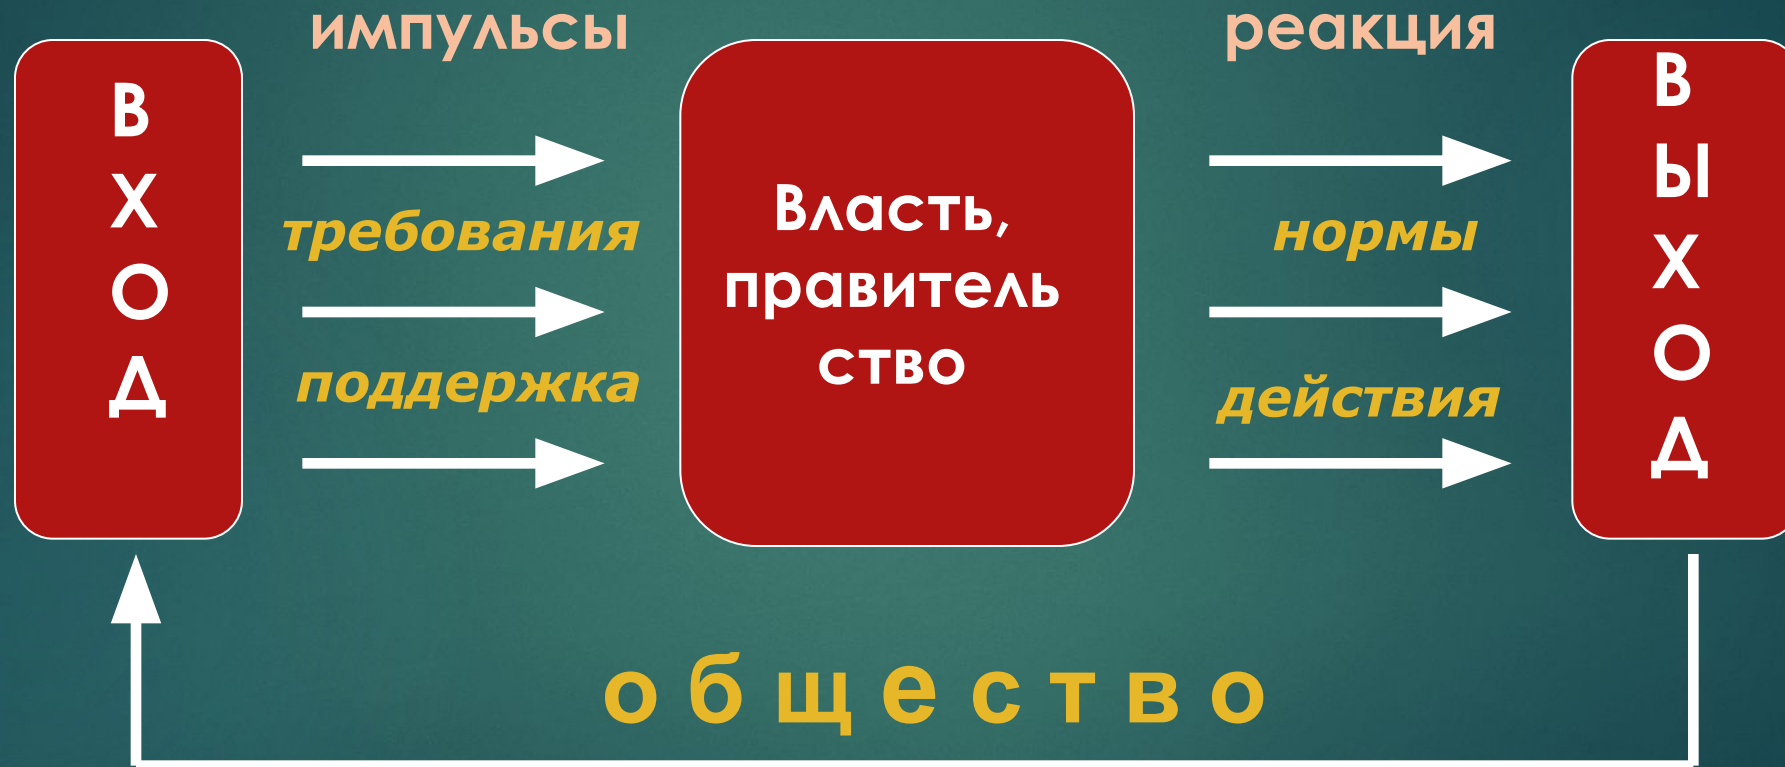 импульсы
реакция
В
Х
О
Д
требования
поддержка
Власть,
правитель
ство
нормы
действия
В
Ы
Х
О
Д
о б щ е с т в о